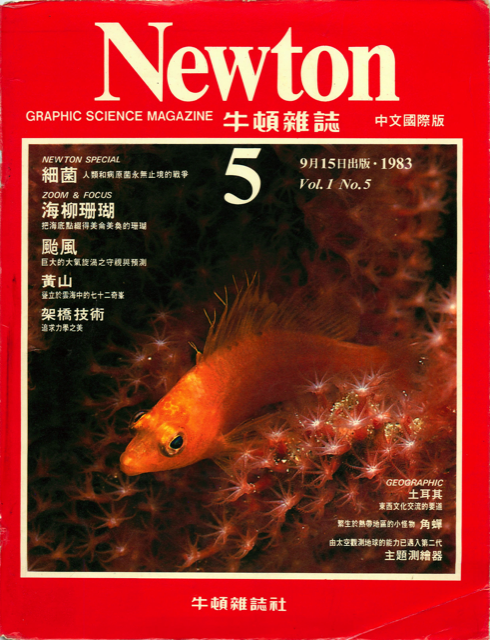 Newton
GRAPHIC SCIENCE MAGAZINE 牛頓雜誌 中文國際版
5
9月15日出版・1983
Vol.1 No.5
NEWTON SPECIAL
細菌 人類和病原菌永無止境的戰爭
ZOOM & FOCUS
海柳珊瑚
把海底點綴得美侖美奐的珊瑚
颱風
巨大的大氣旋渦之守視與預測
黃山
聳立於雲海中的七十二奇峯
架橋技術
追求力學之美
GEOGRAPHIC
土耳其
東西文化交流的要道
繁生於熱帶地區的小怪物 角蟬
由太空觀測地球的能力已邁入第二代
主題測繪器
牛頓雜誌社